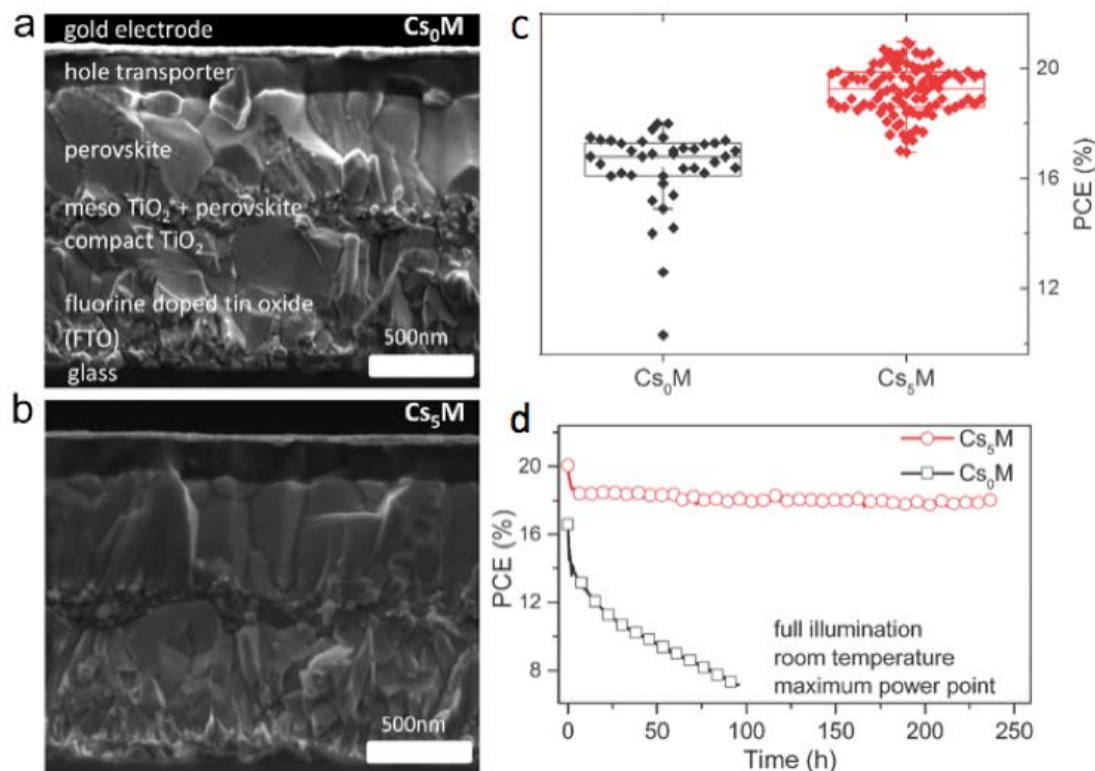 a
Cs₀M
gold electrode
hole transporter
perovskite
meso TiO₂ + perovskite
compact TiO₂
fluorine doped tin oxide
(FTO)
glass
500nm
b
Cs₅M
500nm
c
20
16
12
PCE (%)
Cs₀M
Cs₅M
d
Cs₅M
Cs₀M
20
16
12
8
PCE (%)
full illumination
room temperature
maximum power point
0
50
100
150
200
250
Time (h)